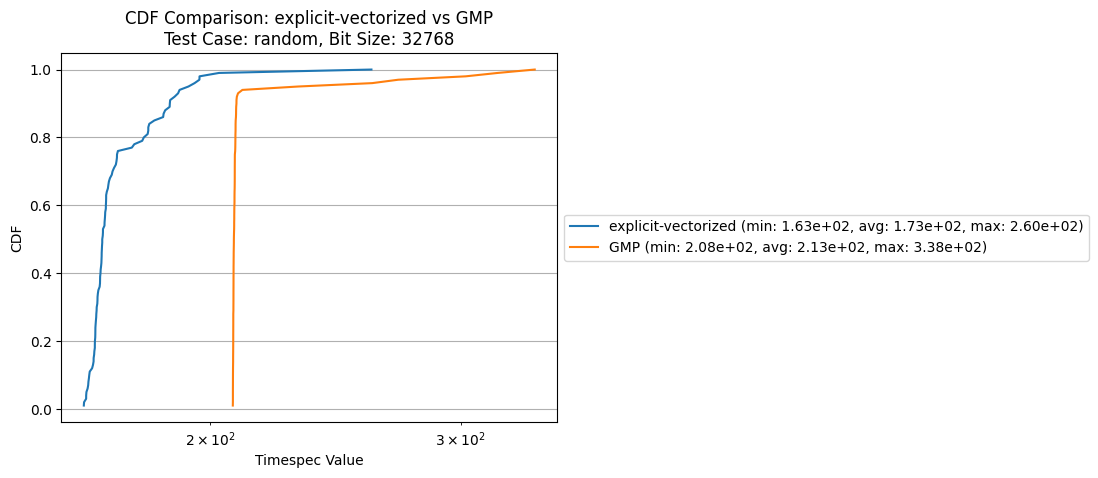 CDF Comparison: explicit-vectorized vs GMP
Test Case: random, Bit Size: 32768
1.0
0.8
0.6
0.4
0.2
0.0
CDF
2 × 10²
3 × 10²
Timespec Value
explicit-vectorized (min: 1.63e+02, avg: 1.73e+02, max: 2.60e+02)
GMP (min: 2.08e+02, avg: 2.13e+02, max: 3.38e+02)